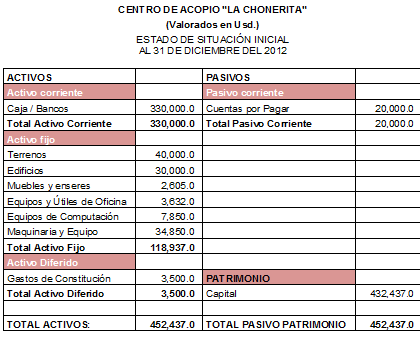 CENTRO DE ACOPIO "LA CHONERITA"
(Valorados en Usd.)
ESTADO DE SITUACIÓN INICIAL
AL 31 DE DICIEMBRE DEL 2012
ACTIVOS PASIVOS
Activo corriente Pasivo corriente
Caja / Bancos 330,000.0 Cuentas por Pagar 20,000.0
Total Activo Corriente 330,000.0 Total Pasivo Corriente 20,000.0
Activo fijo
Terrenos 40,000.0
Edificios 30,000.0
Muebles y enseres 2,605.0
Equipos y Útiles de Oficina 3,632.0
Equipos de Computación 7,850.0
Maquinaria y Equipo 34,850.0
Total Activo Fijo 118,937.0
Activo Diferido
Gastos de Constitución 3,500.0 PATRIMONIO
Total Activo Diferido 3,500.0 Capital 432,437.0
TOTAL ACTIVOS: 452,437.0 TOTAL PASIVO PATRIMONIO 452,437.0